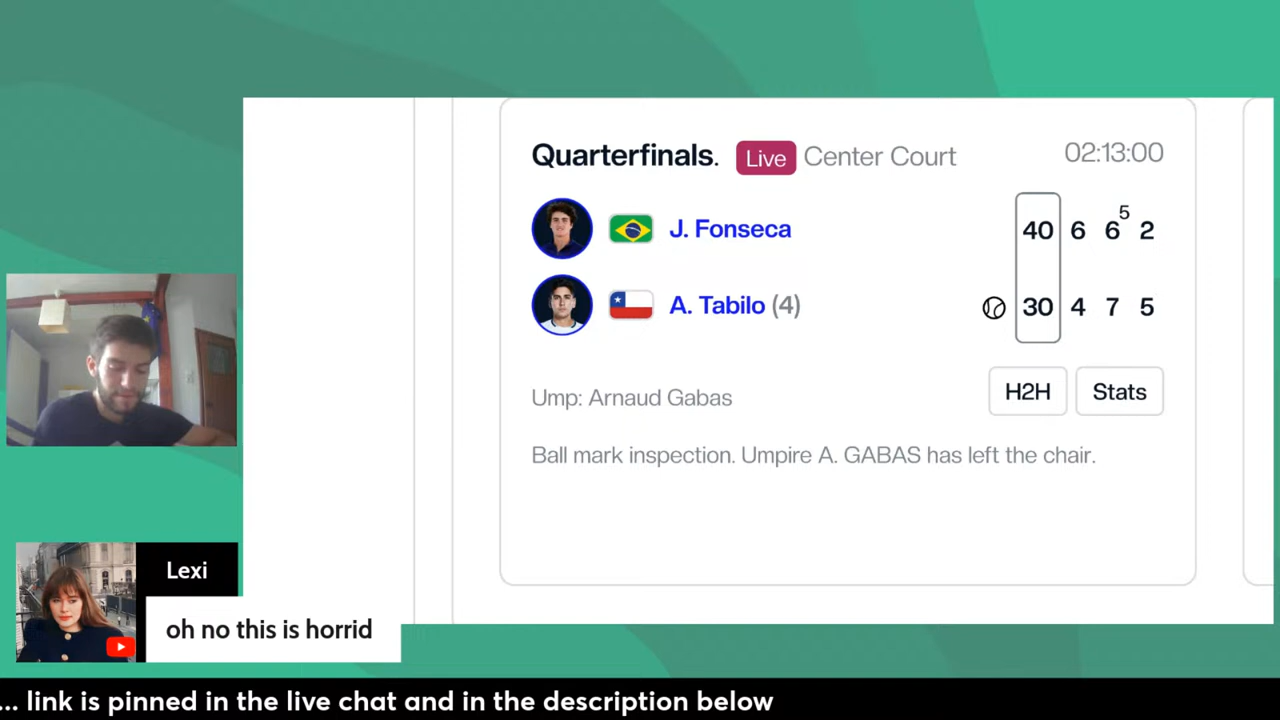 Quarterfinals. Live Center Court 02:13:00
J. Fonseca 40 6 6 5 2
A. Tabilo (4) 30 4 7 5
Ump: Arnaud Gabas H2H Stats
Ball mark inspection. Umpire A. GABAS has left the chair.
Lexi
oh no this is horrid
... link is pinned in the live chat and in the description below